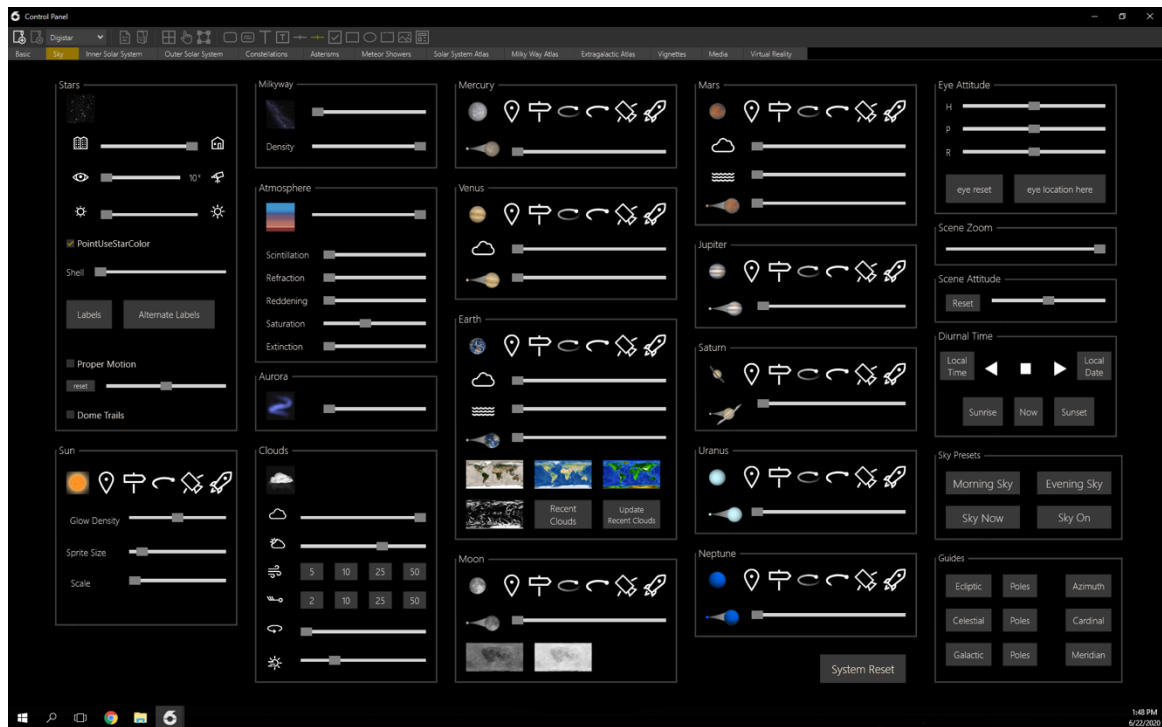 Control Panel
Digistar
Basic Sky Inner Solar System Outer Solar System Constellations Asterisms Meteor Showers Solar System Atlas Milky Way Atlas Extragalactic Atlas Vignettes Media Virtual Reality
Stars
10°
PointUseStarColor
Shell
Labels Alternate Labels
Proper Motion
reset
Dome Trails
Sun
Glow Density
Sprite Size
Scale
Milkyway
Density
Atmosphere
Scintillation
Refraction
Reddening
Saturation
Extinction
Aurora
Clouds
5 10 25 50
2 10 25 50
Mercury
Venus
Earth
Recent
Clouds
Update
Recent Clouds
Moon
Mars
Jupiter
Saturn
Uranus
Neptune
System Reset
Eye Attitude
H
P
R
eye reset eye location here
Scene Zoom
Scene Attitude
Reset
Diurnal Time
Local
Time
Local
Date
Sunrise Now Sunset
Sky Presets
Morning Sky Evening Sky
Sky Now Sky On
Guides
Ecliptic Poles Azimuth
Celestial Poles Cardinal
Galactic Poles Meridian
1:48 PM
6/22/2020